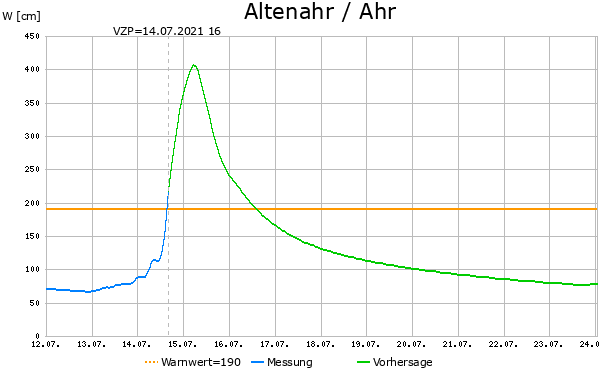 Altenahr / Ahr
W [cm]
VZP=14.07.2021 16
450
400
350
300
250
200
150
100
50
0
12.07. 13.07. 14.07. 15.07. 16.07. 17.07. 18.07. 19.07. 20.07. 21.07. 22.07. 23.07. 24.0
Warnwert=190 Messung Vorhersage